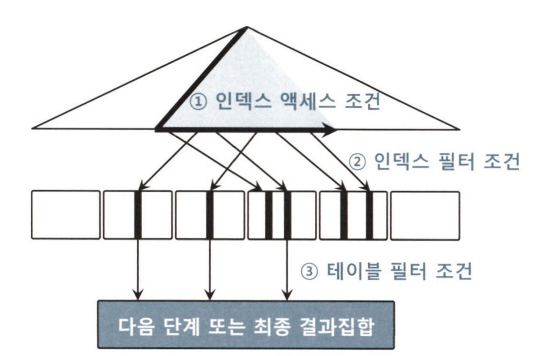 ① 인덱스 액세스 조건
② 인덱스 필터 조건
③ 테이블 필터 조건
다음 단계 또는 최종 결과집합